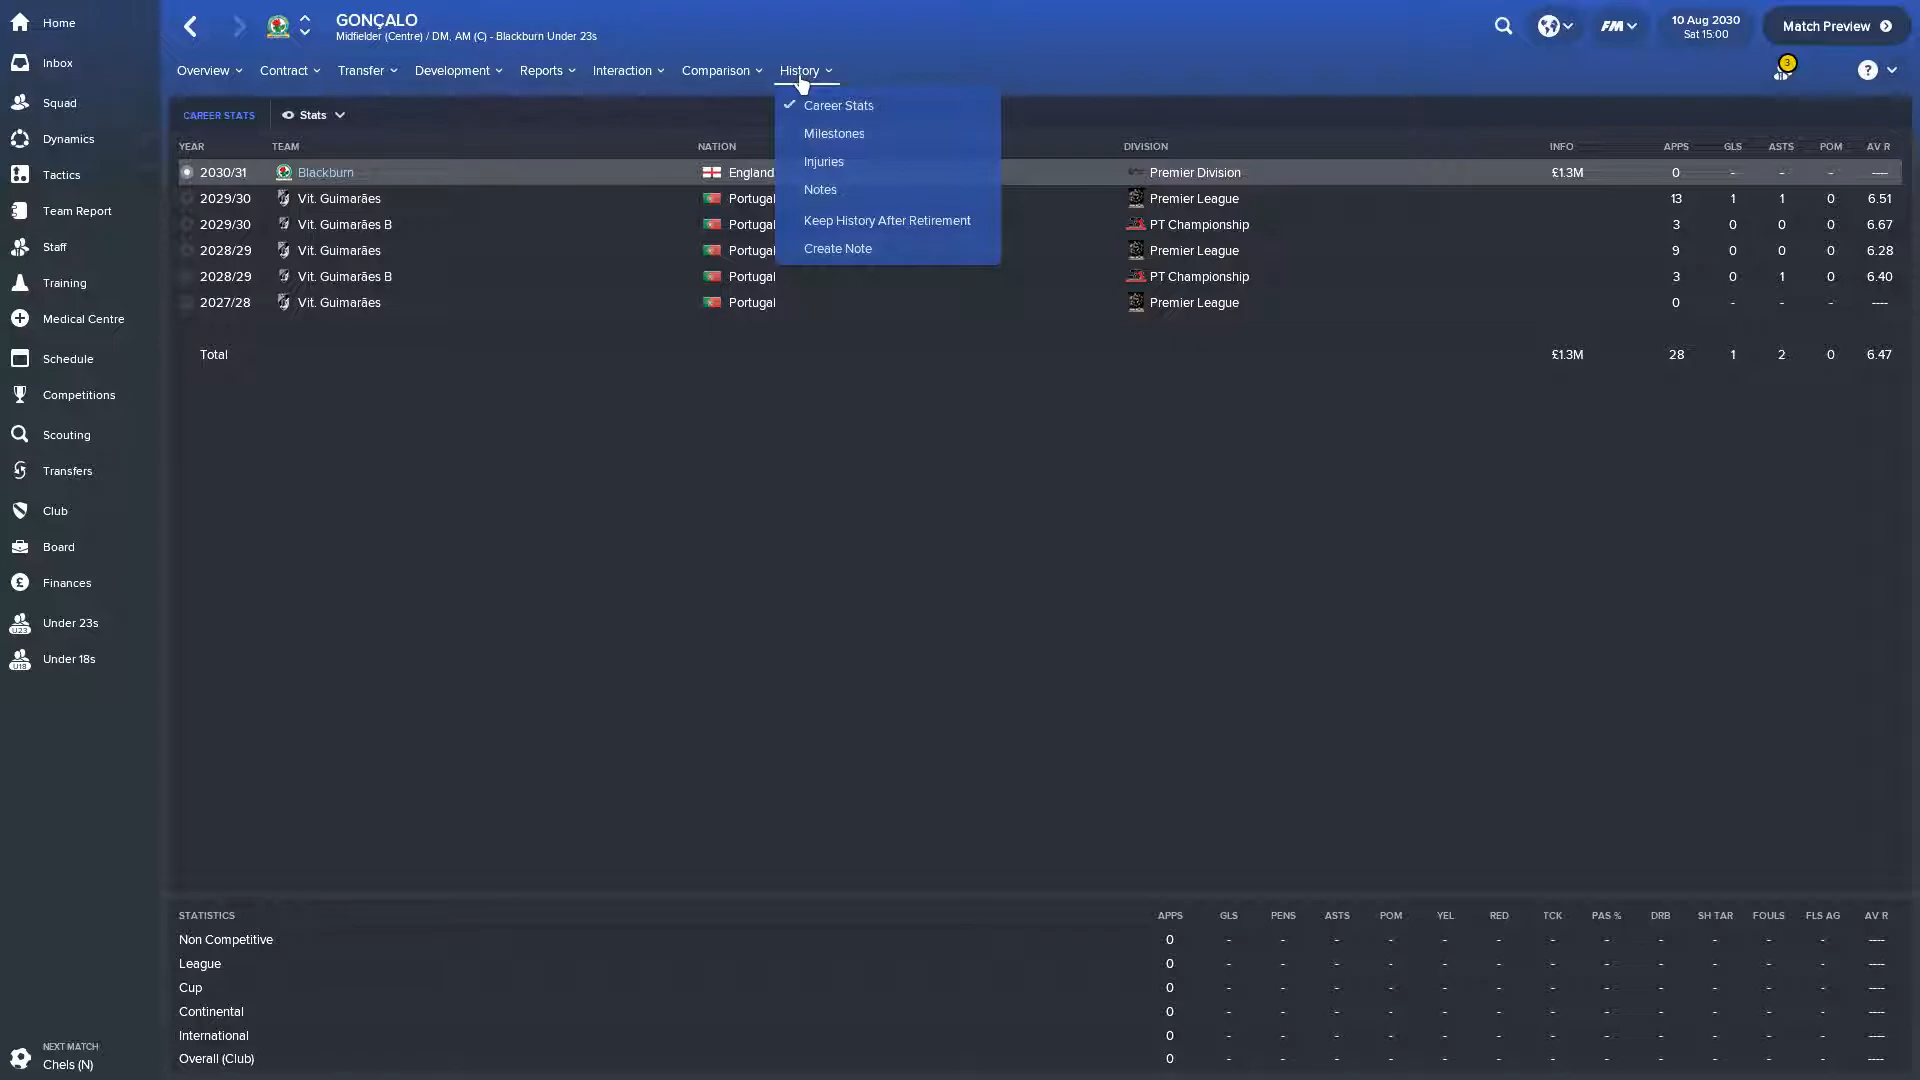 Home
Inbox
Squad
Dynamics
Tactics
Team Report
Staff
Training
Medical Centre
Schedule
Competitions
Scouting
Transfers
Club
Board
Finances
U23 Under 23s
U18 Under 18s
NEXT MATCH
Chels (N)
GONÇALO
Midfielder (Centre) / DM, AM (C) - Blackburn Under 23s
FM
10 Aug 2030
Sat 15:00
Match Preview
Overview Contract Transfer Development Reports Interaction Comparison History
3
?
Career Stats
Milestones
Injuries
Notes
Keep History After Retirement
Create Note
CAREER STATS Stats
YEAR TEAM NATION DIVISION INFO APPS GLS ASTS POM AV R
2030/31 Blackburn England Premier Division £1.3M 0 - - - ----
2029/30 Vit. Guimarães Portugal Premier League 13 1 1 0 6.51
2029/30 Vit. Guimarães B Portugal PT Championship 3 0 0 0 6.67
2028/29 Vit. Guimarães Portugal Premier League 9 0 0 0 6.28
2028/29 Vit. Guimarães B Portugal PT Championship 3 0 1 0 6.40
2027/28 Vit. Guimarães Portugal Premier League 0 - - - ----
Total £1.3M 28 1 2 0 6.47
STATISTICS APPS GLS PENS ASTS POM YEL RED TCK PAS % DRB SH TAR FOULS FLS AG AV R
Non Competitive 0 - - - - - - - - - - - - ----
League 0 - - - - - - - - - - - - ----
Cup 0 - - - - - - - - - - - - ----
Continental 0 - - - - - - - - - - - - ----
International 0 - - - - - - - - - - - - ----
Overall (Club) 0 - - - - - - - - - - - - ----